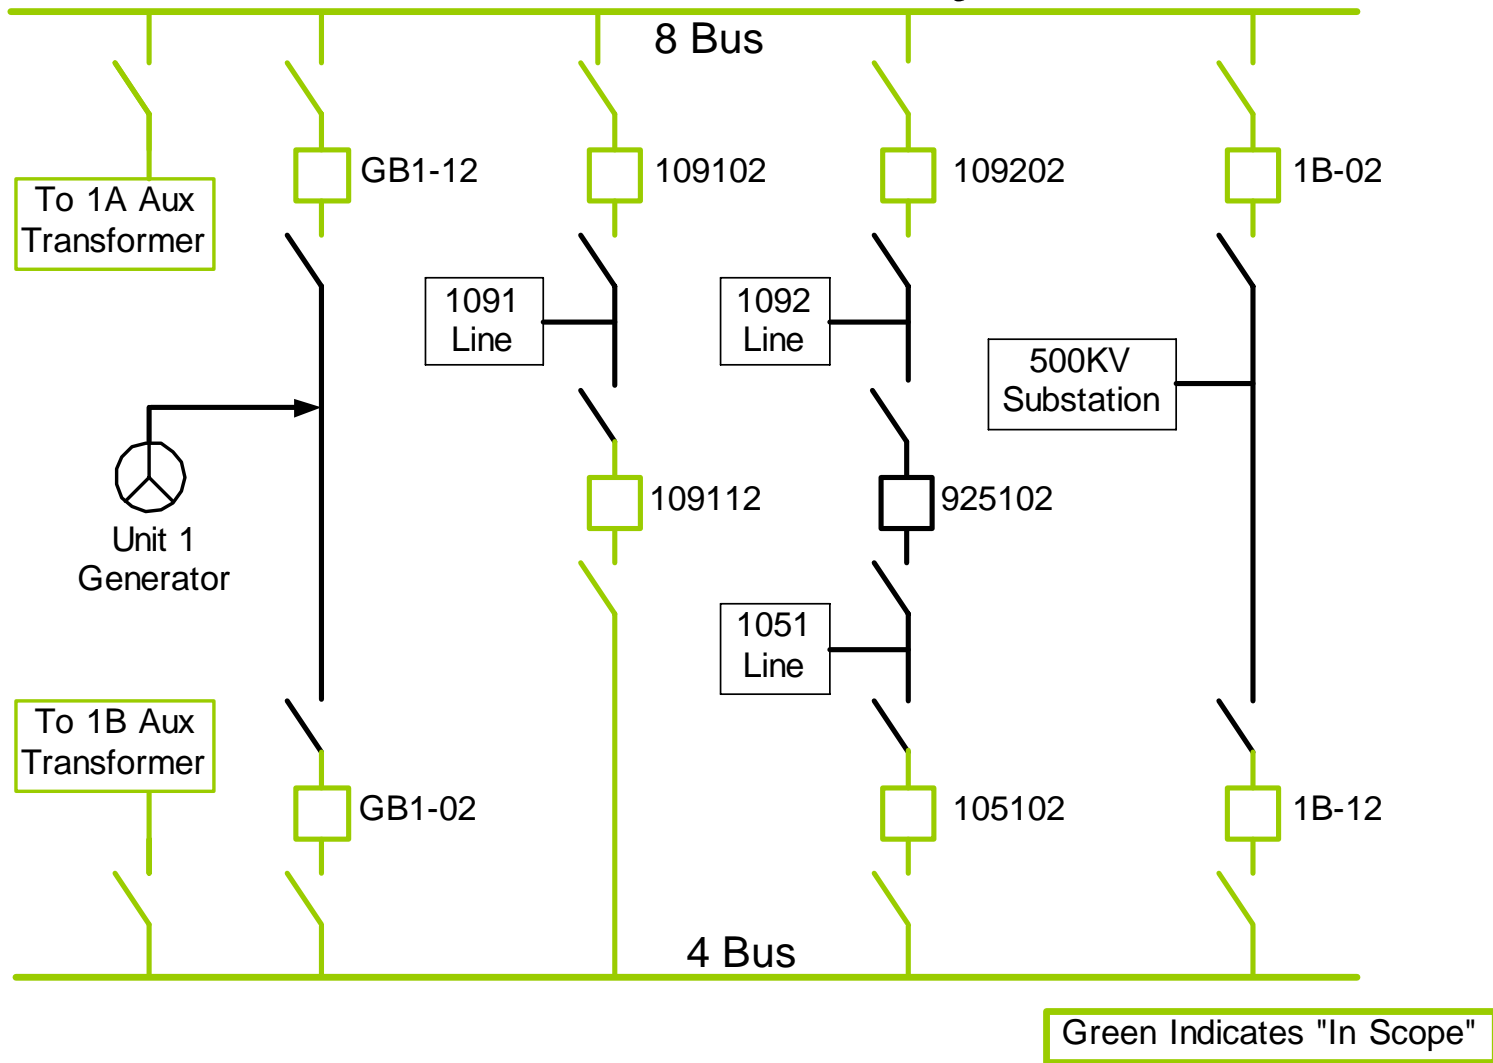 8 Bus
GB1-12
109102
109202
1B-02
To 1A Aux
Transformer
1091
Line
1092
Line
500KV
Substation
109112
925102
Unit 1
Generator
1051
Line
To 1B Aux
Transformer
GB1-02
105102
1B-12
4 Bus
Green Indicates "In Scope"